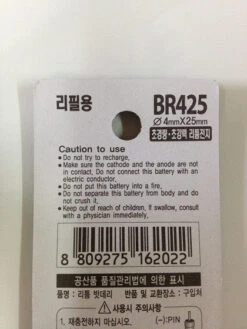 리필용
BR425
Ø 4mmX25mm
초경량·초강력 리튬전지
Caution to use
● Do not try to recharge,
● Make sure the cathode and the anode are not
in contact, Do not connect this battery with an
electric conductor,
● Do not put this battery into a fire,
● Do not separate this battery from body and do
not crush it,
● Keep out of reach of children, If swallow, consult
with a physician immediately,
8 809275 162022
공산품 품질관리법에 의한 표시
품명 : 리튬 밧데리 반품 및 교환장소 : 구입처
⚠사용시 주의사항
1. 재충전하지 마십시오.
(-):PIN